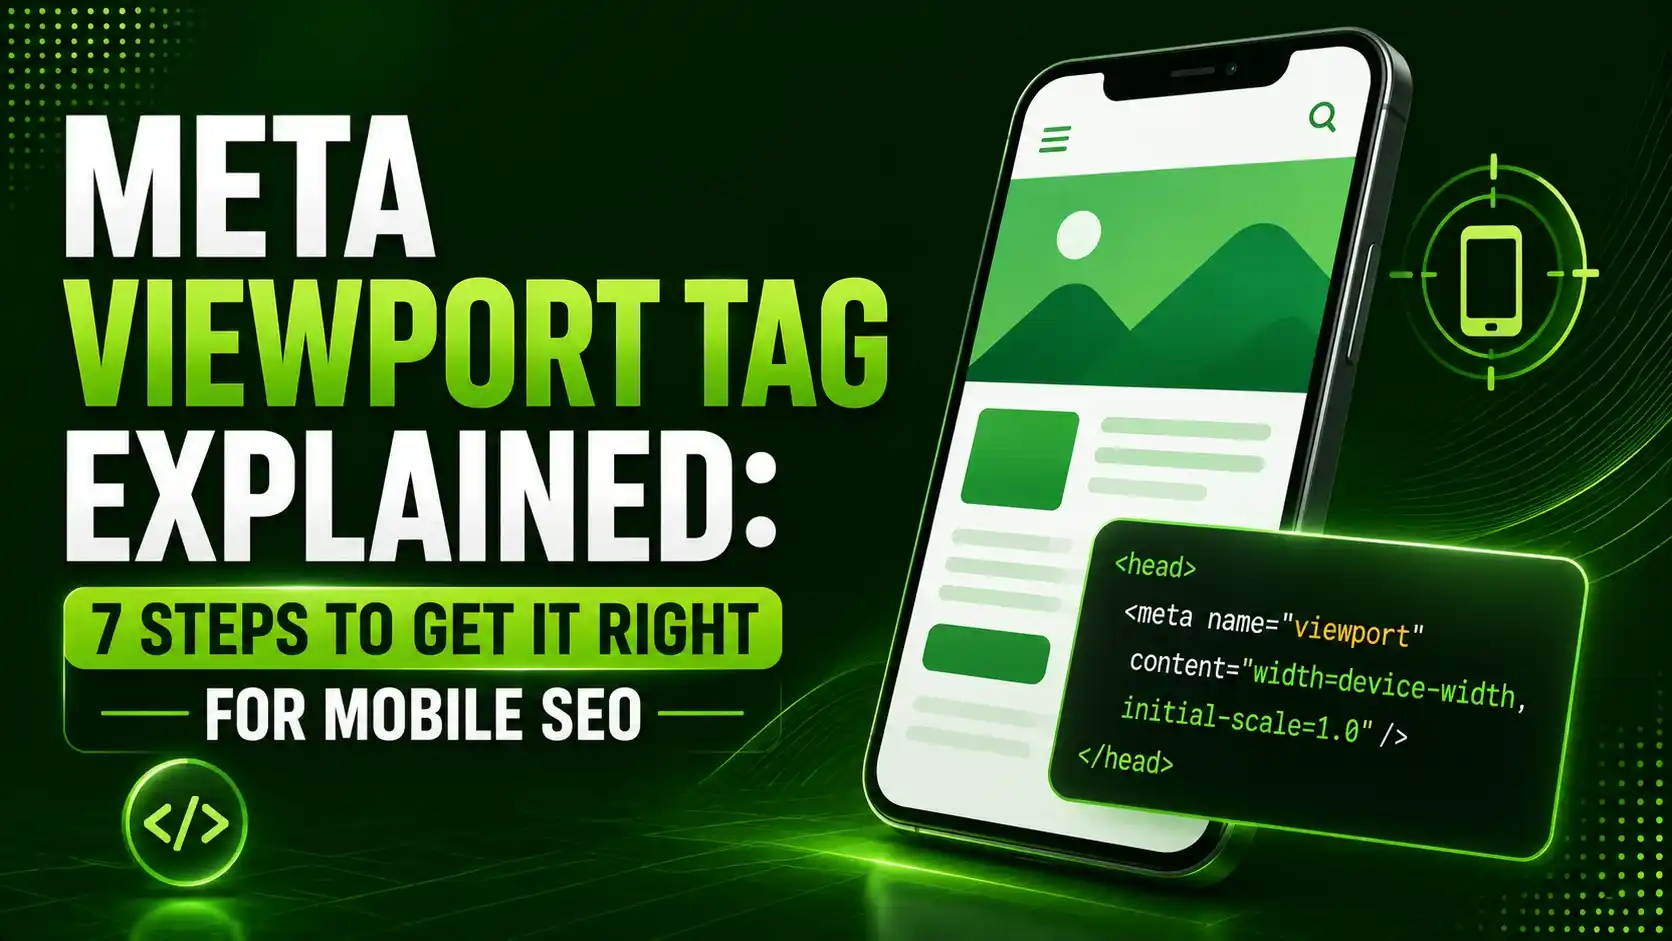 META
VIEWPORT TAG
EXPLAINED:
7 STEPS TO GET IT RIGHT
FOR MOBILE SEO
</>
<head>
<meta name="viewport"
content="width=device-width,
initial-scale=1.0" />
</head>